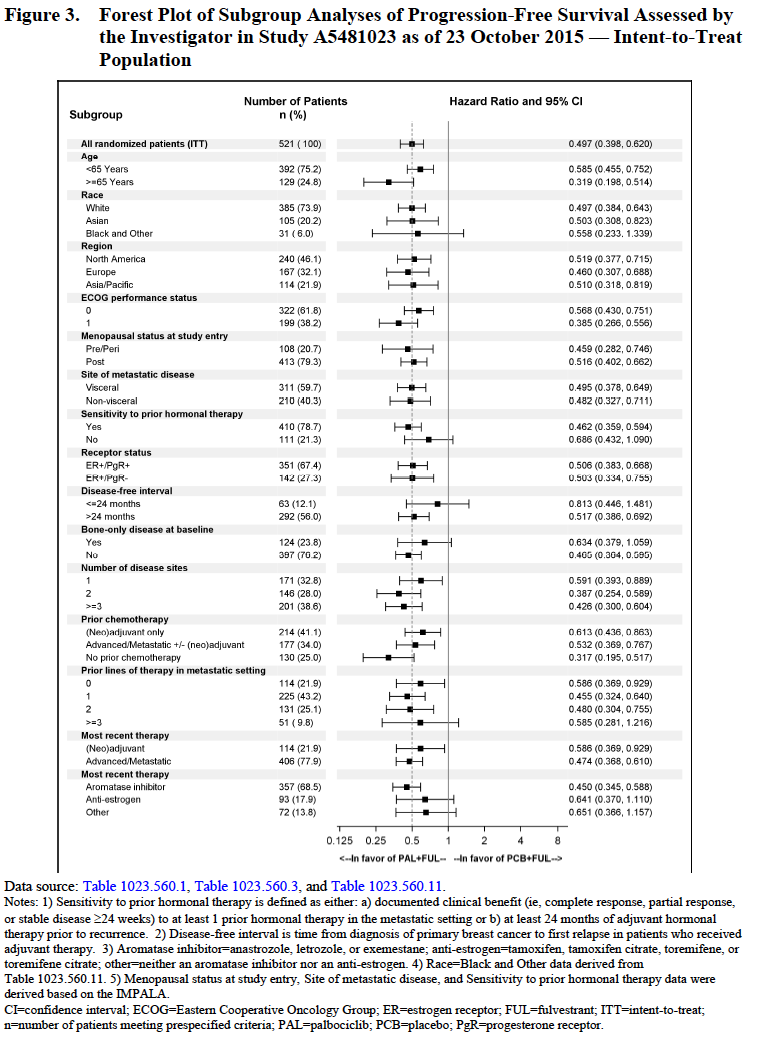 Figure 3. Forest Plot of Subgroup Analyses of Progression-Free Survival Assessed by
the Investigator in Study A5481023 as of 23 October 2015 — Intent-to-Treat
Population
Subgroup Number of Patients n (%) Hazard Ratio and 95% CI
All randomized patients (ITT) 521 ( 100) 0.497 (0.398, 0.620)
Age
<65 Years 392 (75.2) 0.585 (0.455, 0.752)
>=65 Years 129 (24.8) 0.319 (0.198, 0.514)
Race
White 385 (73.9) 0.497 (0.384, 0.643)
Asian 105 (20.2) 0.503 (0.308, 0.823)
Black and Other 31 ( 6.0) 0.558 (0.233, 1.339)
Region
North America 240 (46.1) 0.519 (0.377, 0.715)
Europe 167 (32.1) 0.460 (0.307, 0.688)
Asia/Pacific 114 (21.9) 0.510 (0.318, 0.819)
ECOG performance status
0 322 (61.8) 0.568 (0.430, 0.751)
1 199 (38.2) 0.385 (0.266, 0.556)
Menopausal status at study entry
Pre/Peri 108 (20.7) 0.459 (0.282, 0.746)
Post 413 (79.3) 0.516 (0.402, 0.662)
Site of metastatic disease
Visceral 311 (59.7) 0.495 (0.378, 0.649)
Non-visceral 210 (40.3) 0.482 (0.327, 0.711)
Sensitivity to prior hormonal therapy
Yes 410 (78.7) 0.462 (0.359, 0.594)
No 111 (21.3) 0.686 (0.432, 1.090)
Receptor status
ER+/PgR+ 351 (67.4) 0.506 (0.383, 0.668)
ER+/PgR- 142 (27.3) 0.503 (0.334, 0.755)
Disease-free interval
<=24 months 63 (12.1) 0.813 (0.446, 1.481)
>24 months 292 (56.0) 0.517 (0.386, 0.692)
Bone-only disease at baseline
Yes 124 (23.8) 0.634 (0.379, 1.059)
No 397 (76.2)
Number of disease sites
1 171 (32.8) 0.591 (0.393, 0.889)
2 146 (28.0) 0.387 (0.254, 0.589)
>=3 201 (38.6) 0.426 (0.300, 0.604)
Prior chemotherapy
(Neo)adjuvant only 214 (41.1) 0.613 (0.436, 0.863)
Advanced/Metastatic +/- (neo)adjuvant 177 (34.0) 0.532 (0.369, 0.767)
No prior chemotherapy 130 (25.0) 0.317 (0.195, 0.517)
Prior lines of therapy in metastatic setting
0 114 (21.9) 0.586 (0.369, 0.929)
1 225 (43.2) 0.455 (0.324, 0.640)
2 131 (25.1) 0.480 (0.304, 0.755)
>=3 51 ( 9.8) 0.585 (0.281, 1.216)
Most recent therapy
(Neo)adjuvant 114 (21.9) 0.586 (0.369, 0.929)
Advanced/Metastatic 406 (77.9) 0.474 (0.368, 0.610)
Most recent therapy
Aromatase inhibitor 357 (68.5) 0.450 (0.345, 0.588)
Anti-estrogen 93 (17.9) 0.641 (0.370, 1.110)
Other 72 (13.8) 0.651 (0.366, 1.157)
0.125 0.25 0.5 1 2 4 8
<--In favor of PAL+FUL-- --In favor of PCB+FUL-->
Data source: Table 1023.560.1, Table 1023.560.3, and Table 1023.560.11.
Notes: 1) Sensitivity to prior hormonal therapy is defined as either: a) documented clinical benefit (ie, complete response, partial response,
or stable disease ≥24 weeks) to at least 1 prior hormonal therapy in the metastatic setting or b) at least 24 months of adjuvant hormonal
therapy prior to recurrence. 2) Disease-free interval is time from diagnosis of primary breast cancer to first relapse in patients who received
adjuvant therapy. 3) Aromatase inhibitor=anastrozole, letrozole, or exemestane; anti-estrogen=tamoxifen, tamoxifen citrate, toremifene, or
toremifene citrate; other=neither an aromatase inhibitor nor an anti-estrogen. 4) Race=Black and Other data derived from
Table 1023.560.11. 5) Menopausal status at study entry, Site of metastatic disease, and Sensitivity to prior hormonal therapy data were
derived based on the IMPALA.
CI=confidence interval; ECOG=Eastern Cooperative Oncology Group; ER=estrogen receptor; FUL=fulvestrant; ITT=intent-to-treat;
n=number of patients meeting prespecified criteria; PAL=palbociclib; PCB=placebo; PgR=progesterone receptor.